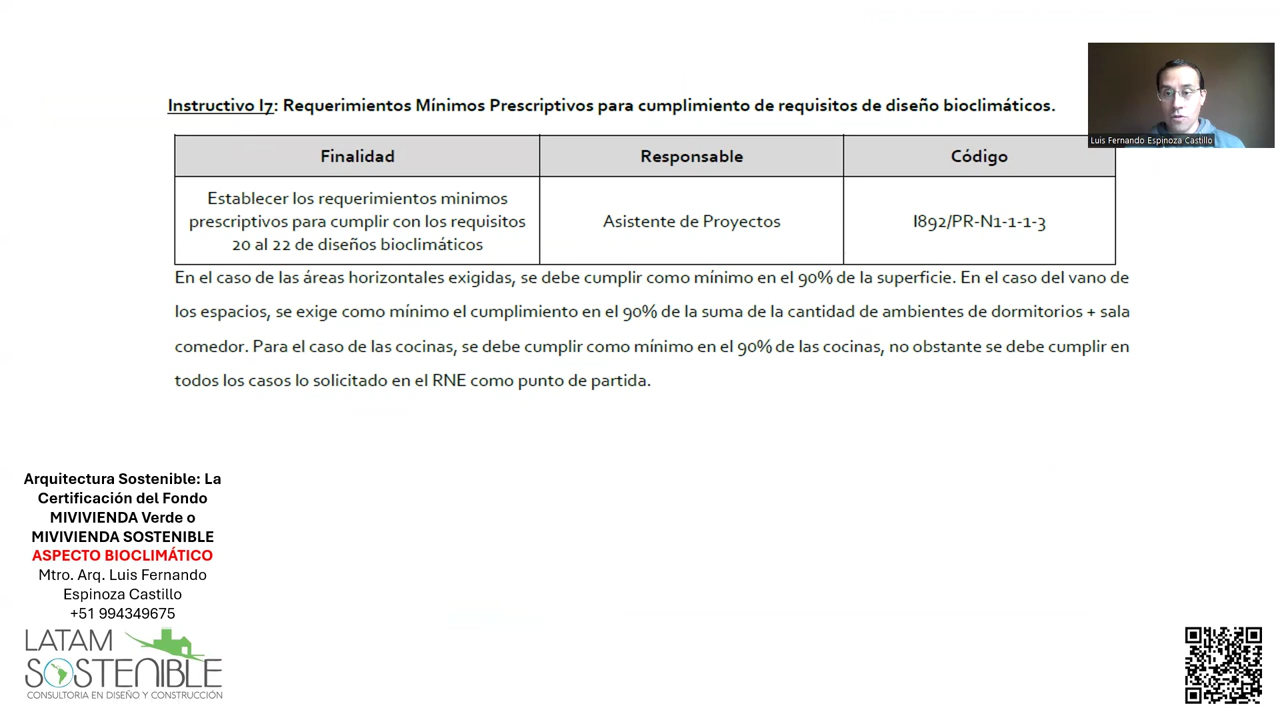 Instructivo I7: Requerimientos Mínimos Prescriptivos para cumplimiento de requisitos de diseño bioclimáticos.
Luis Fernando Espinoza Castillo
Finalidad
Responsable
Código
Establecer los requerimientos minimos
prescriptivos para cumplir con los requisitos
20 al 22 de diseños bioclimáticos
Asistente de Proyectos
I892/PR-N1-1-1-3
En el caso de las áreas horizontales exigidas, se debe cumplir como mínimo en el 90% de la superficie. En el caso del vano de
los espacios, se exige como mínimo el cumplimiento en el 90% de la suma de la cantidad de ambientes de dormitorios + sala
comedor. Para el caso de las cocinas, se debe cumplir como mínimo en el 90% de las cocinas, no obstante se debe cumplir en
todos los casos lo solicitado en el RNE como punto de partida.
Arquitectura Sostenible: La
Certificación del Fondo
MIVIVIENDA Verde o
MIVIVIENDA SOSTENIBLE
ASPECTO BIOCLIMÁTICO
Mtro. Arq. Luis Fernando
Espinoza Castillo
+51 994349675
LATAM
SOSTENIBLE
CONSULTORIA EN DISEÑO Y CONSTRUCCIÓN